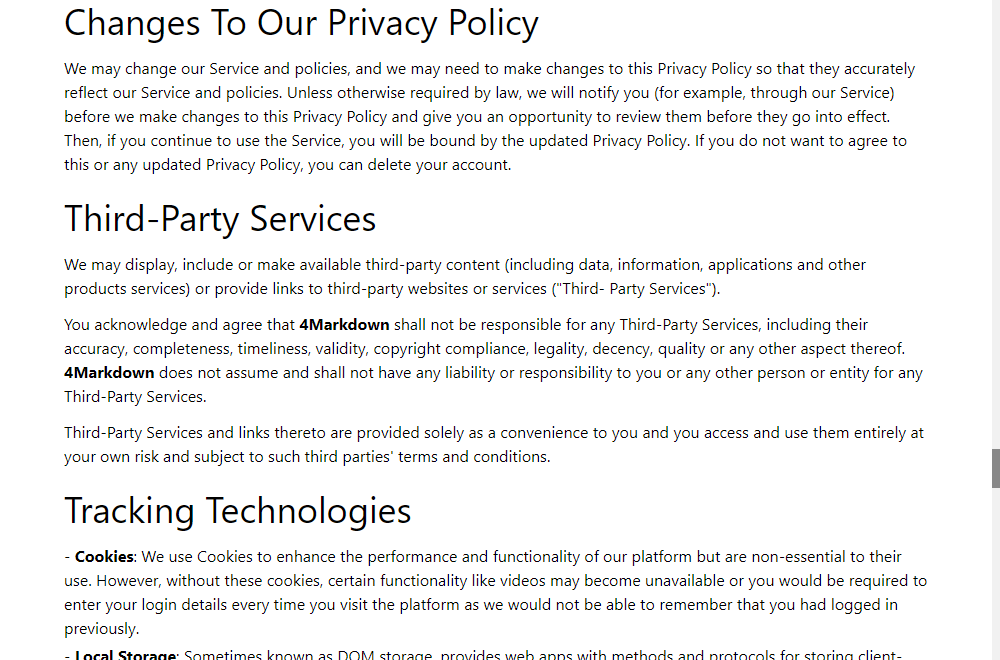 Changes To Our Privacy Policy
We may change our Service and policies, and we may need to make changes to this Privacy Policy so that they accurately
reflect our Service and policies. Unless otherwise required by law, we will notify you (for example, through our Service)
before we make changes to this Privacy Policy and give you an opportunity to review them before they go into effect.
Then, if you continue to use the Service, you will be bound by the updated Privacy Policy. If you do not want to agree to
this or any updated Privacy Policy, you can delete your account.
Third-Party Services
We may display, include or make available third-party content (including data, information, applications and other
products services) or provide links to third-party websites or services ("Third- Party Services").
You acknowledge and agree that 4Markdown shall not be responsible for any Third-Party Services, including their
accuracy, completeness, timeliness, validity, copyright compliance, legality, decency, quality or any other aspect thereof.
4Markdown does not assume and shall not have any liability or responsibility to you or any other person or entity for any
Third-Party Services.
Third-Party Services and links thereto are provided solely as a convenience to you and you access and use them entirely at
your own risk and subject to such third parties' terms and conditions.
Tracking Technologies
- Cookies: We use Cookies to enhance the performance and functionality of our platform but are non-essential to their
use. However, without these cookies, certain functionality like videos may become unavailable or you would be required to
enter your login details every time you visit the platform as we would not be able to remember that you had logged in
previously.
- Local Storage: Sometimes known as DOM storage, provides web apps with methods and protocols for storing client-